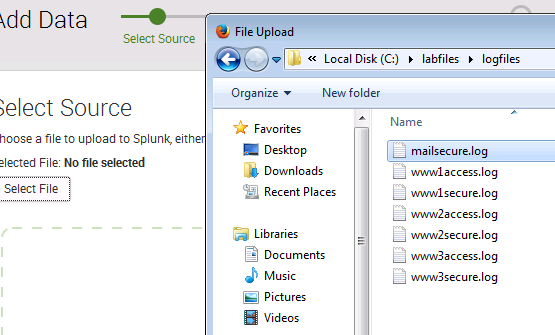 Add Data
Select Source
Select Source
hoose a file to upload to Splunk, either
elected File: No file selected
Select File
File Upload
« Local Disk (C:) labfiles logfiles
Organize New folder
Favorites
Desktop
Downloads
Recent Places
Libraries
Documents
Music
Pictures
Videos
Name
mailsecure.log
www1access.log
www1secure.log
www2access.log
www2secure.log
www3access.log
www3secure.log